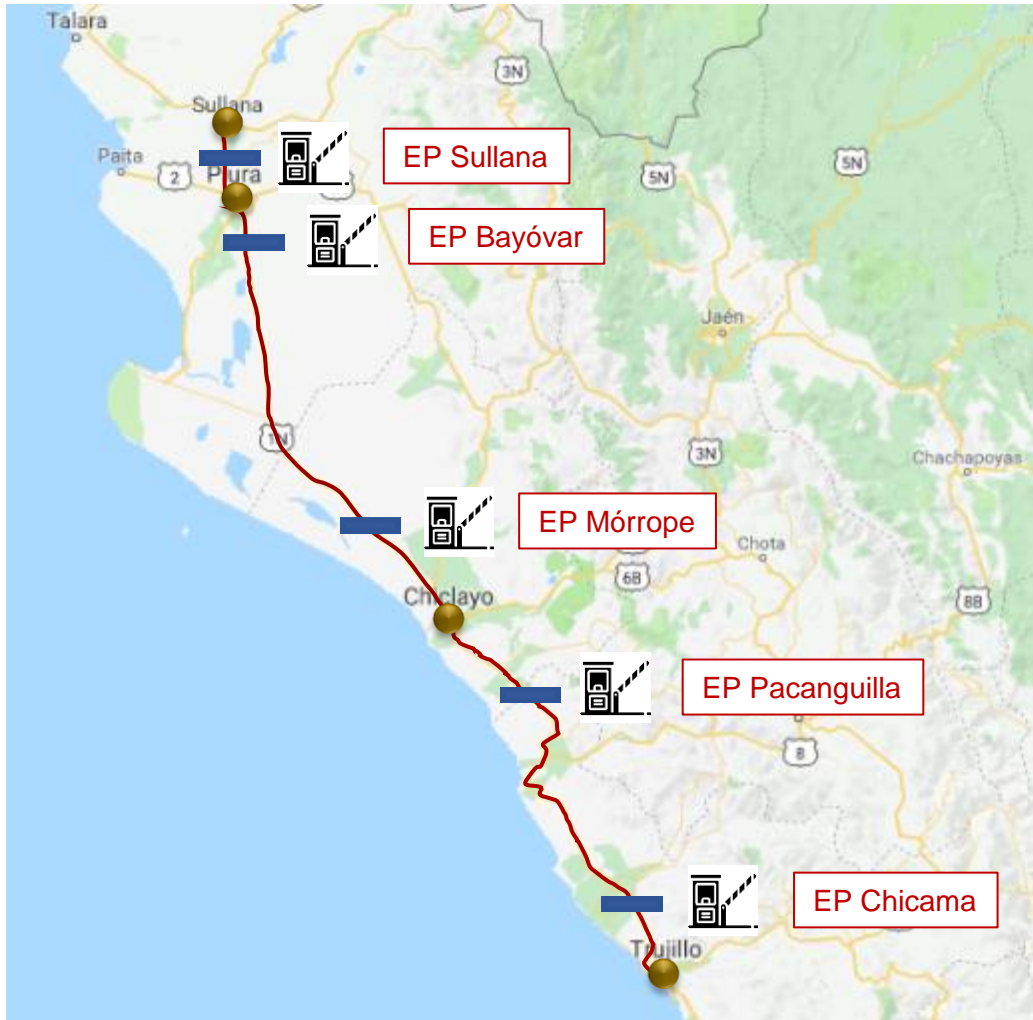 Talara
3N
Sullana
EP Sullana
Paita
2
Piura
5N
5N
EP Bayóvar
Jaén
1N
3N
Chachapoyas
EP Mórrope
Chota
6B
8B
Chiclayo
EP Pacanguilla
8
EP Chicama
Trujillo